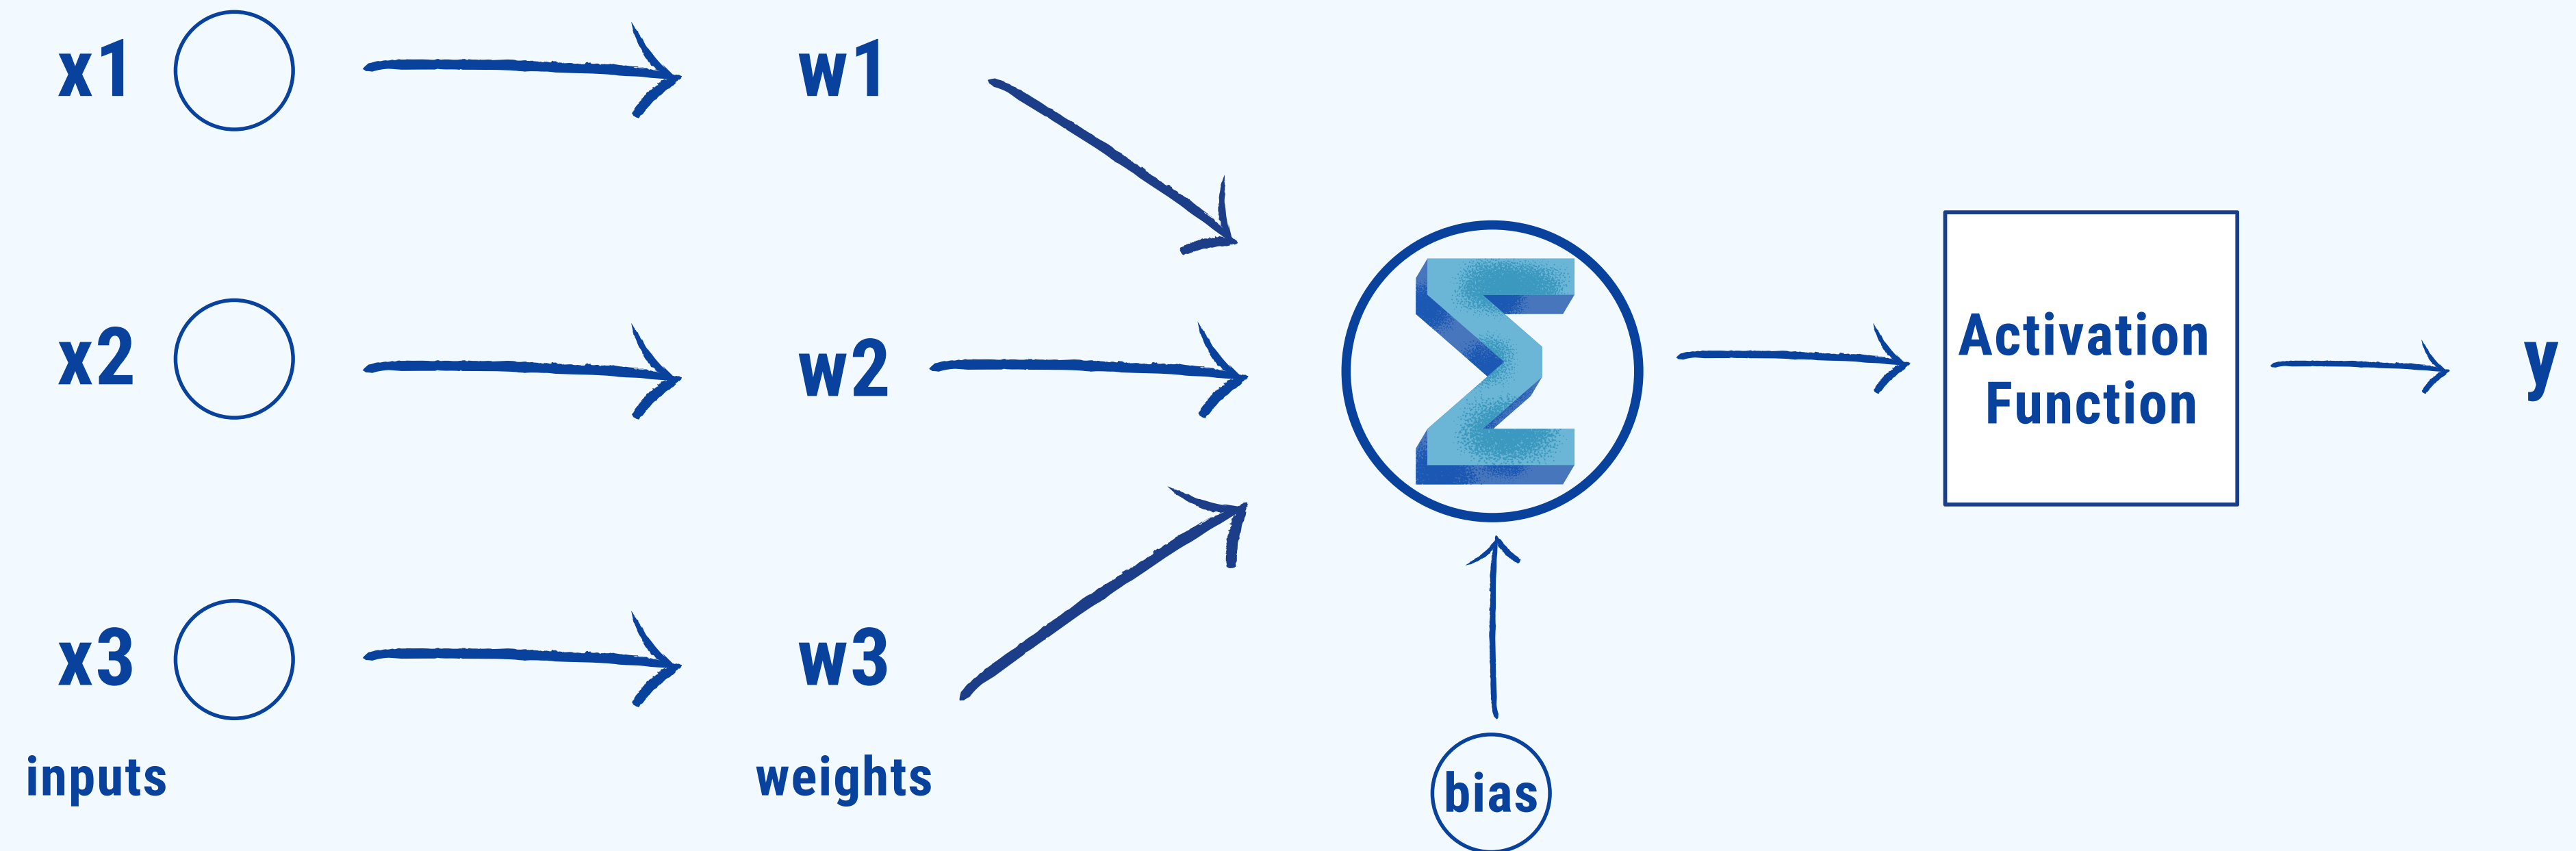 x1
w1
x2
w2
Σ
Activation
Function
y
x3
w3
inputs
weights
bias